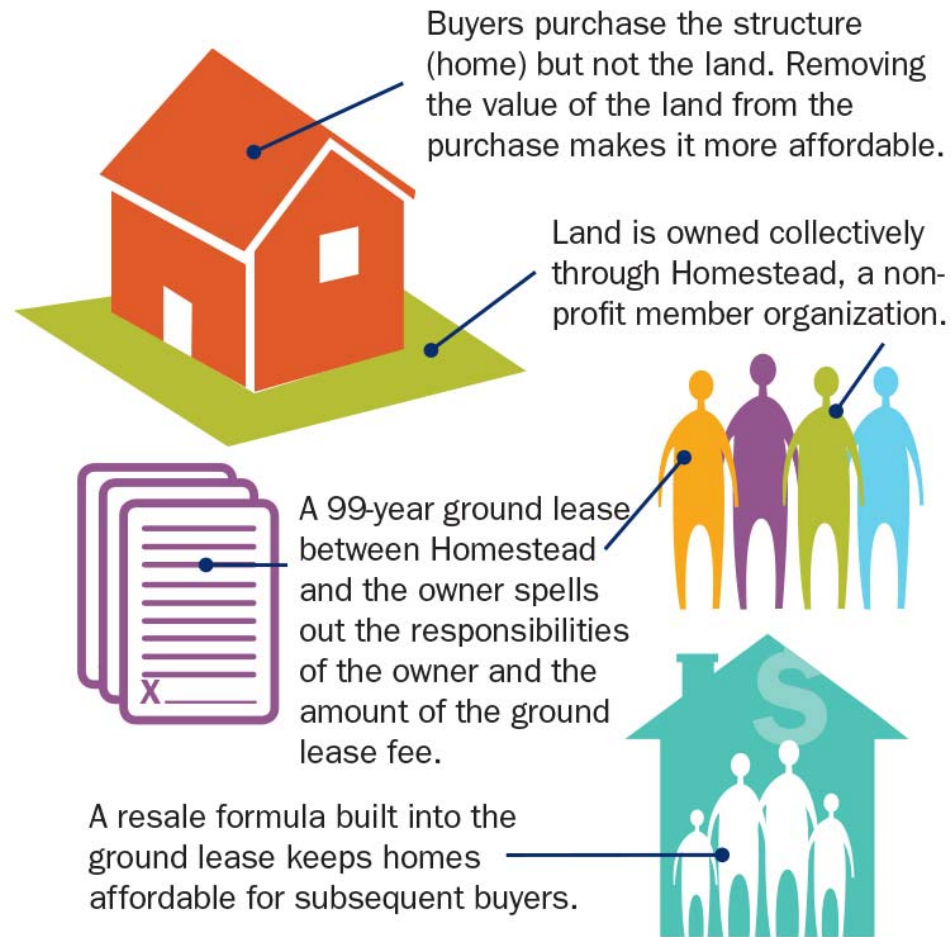 Buyers purchase the structure
(home) but not the land. Removing
the value of the land from the
purchase makes it more affordable.
Land is owned collectively
through Homestead, a non-
profit member organization.
A 99-year ground lease
between Homestead
and the owner spells
out the responsibilities
of the owner and the
amount of the ground
lease fee.
X
S
A resale formula built into the
ground lease keeps homes
affordable for subsequent buyers.